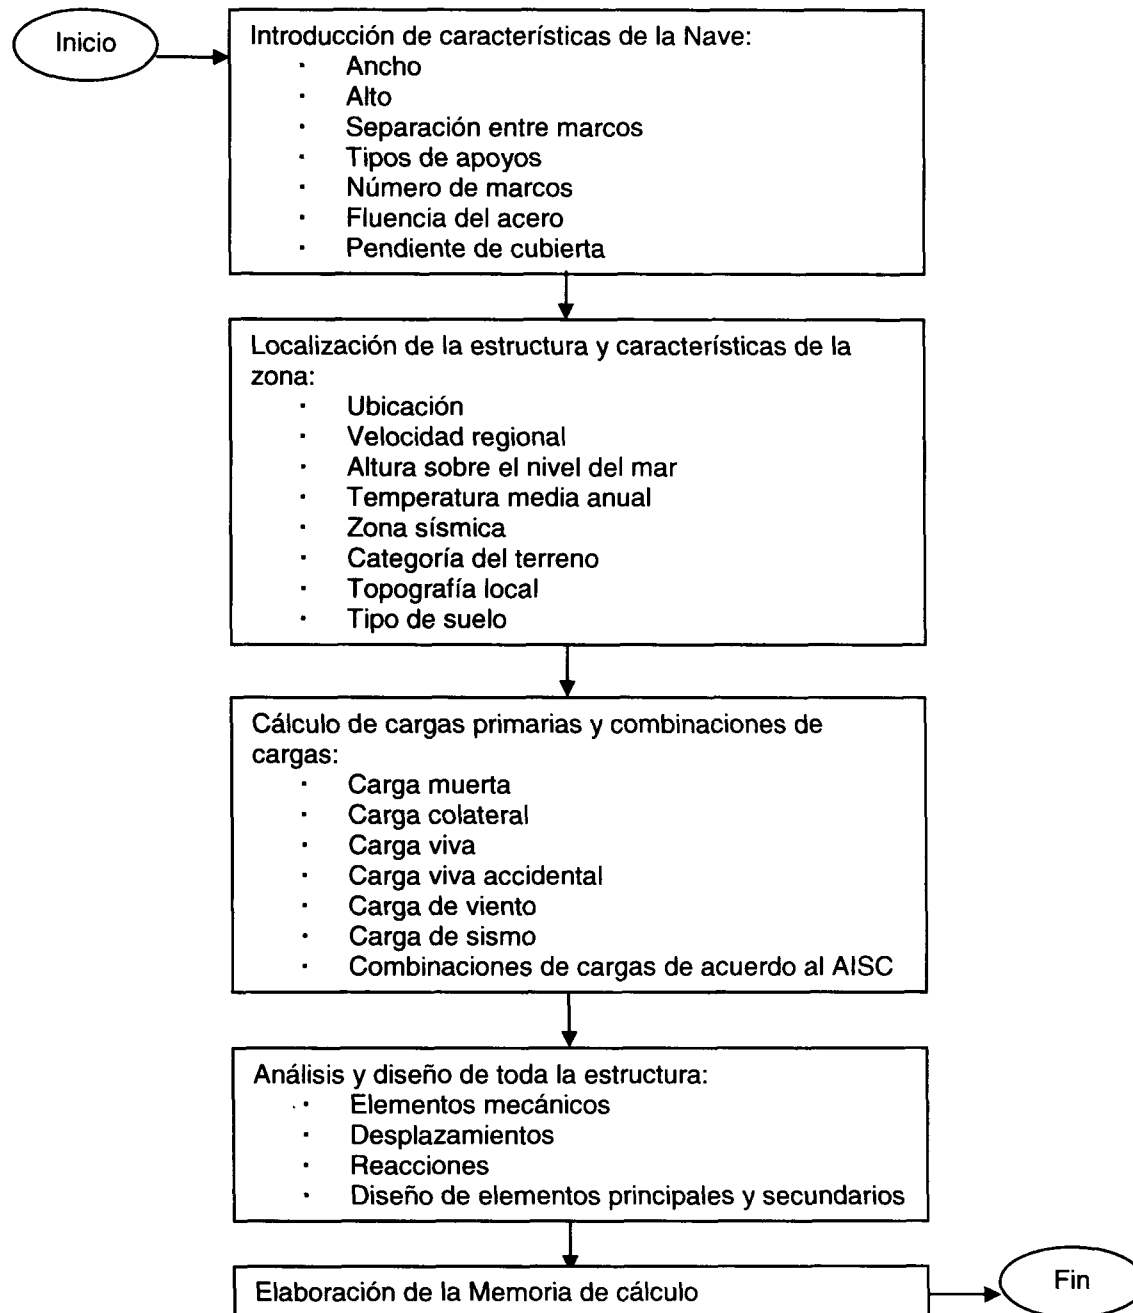 Inicio
Introducción de características de la Nave:
· Ancho
· Alto
· Separación entre marcos
· Tipos de apoyos
· Número de marcos
· Fluencia del acero
· Pendiente de cubierta
Localización de la estructura y características de la
zona:
· Ubicación
· Velocidad regional
· Altura sobre el nivel del mar
· Temperatura media anual
· Zona sísmica
· Categoría del terreno
· Topografía local
· Tipo de suelo
Cálculo de cargas primarias y combinaciones de
cargas:
· Carga muerta
· Carga colateral
· Carga viva
· Carga viva accidental
· Carga de viento
· Carga de sismo
· Combinaciones de cargas de acuerdo al AISC
Análisis y diseño de toda la estructura:
· Elementos mecánicos
· Desplazamientos
· Reacciones
· Diseño de elementos principales y secundarios
Elaboración de la Memoria de cálculo
Fin